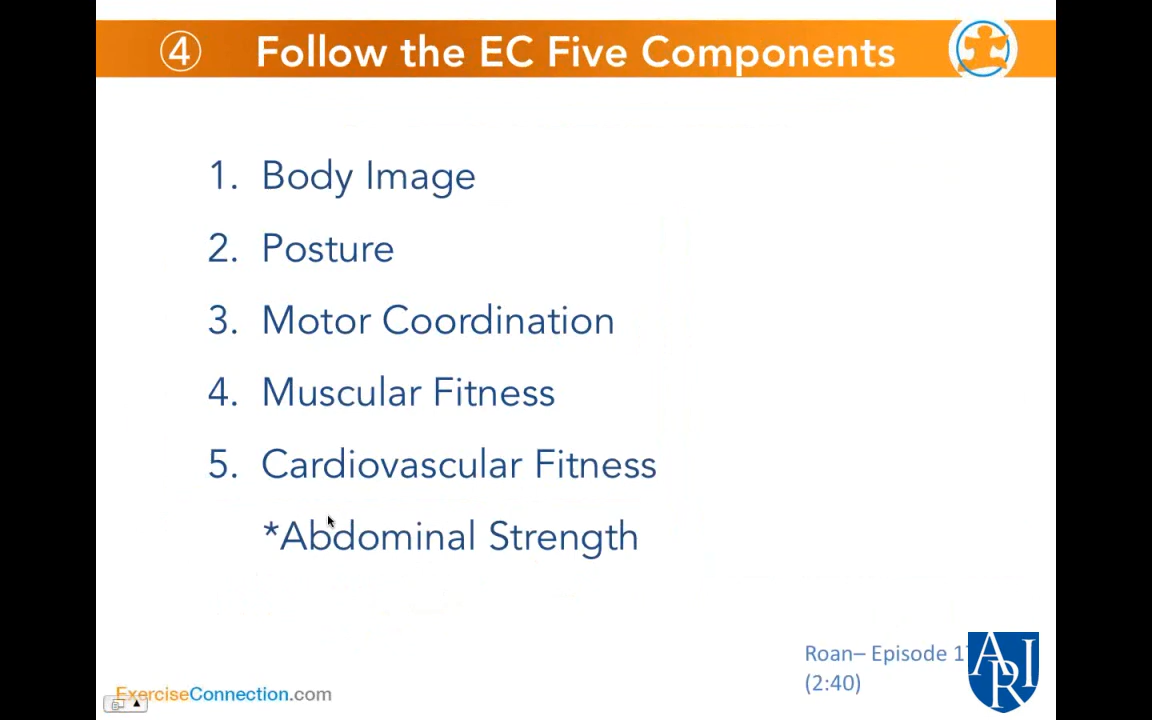 ④ Follow the EC Five Components
1. Body Image
2. Posture
3. Motor Coordination
4. Muscular Fitness
5. Cardiovascular Fitness
*Abdominal Strength
Roan– Episode
(2:40)
ARI
ExerciseConnection.com